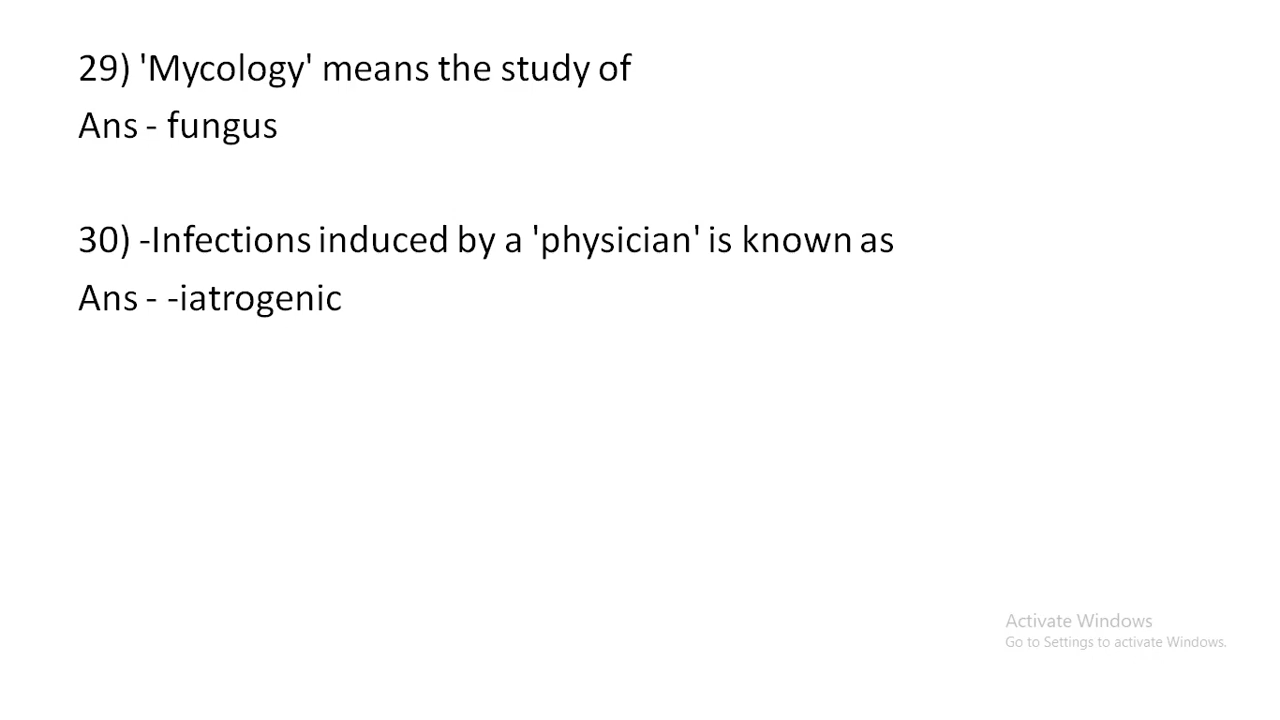 29) 'Mycology' means the study of
Ans - fungus
30) -Infections induced by a 'physician' is known as
Ans - -iatrogenic
Activate Windows
Go to Settings to activate Windows.